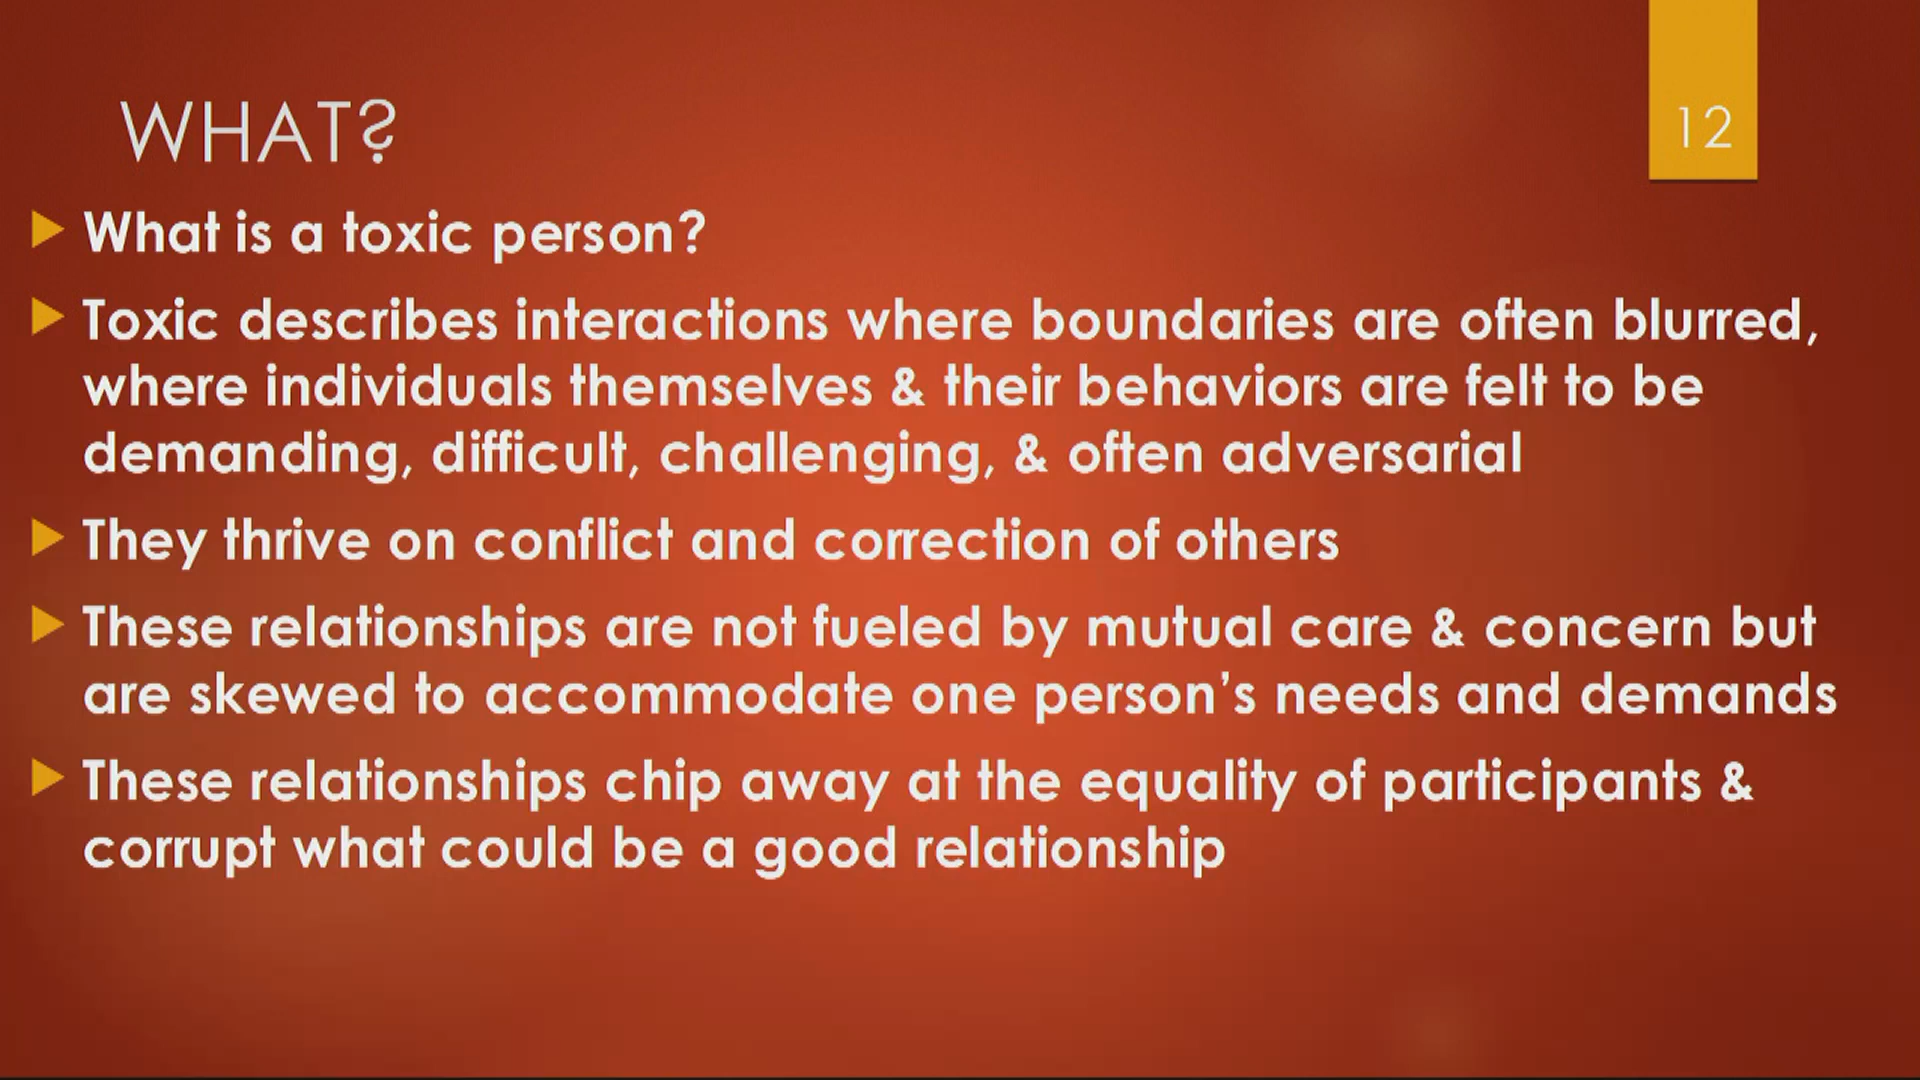 WHAT?
12
What is a toxic person?
Toxic describes interactions where boundaries are often blurred,
where individuals themselves & their behaviors are felt to be
demanding, difficult, challenging, & often adversarial
They thrive on conflict and correction of others
These relationships are not fueled by mutual care & concern but
are skewed to accommodate one person’s needs and demands
These relationships chip away at the equality of participants &
corrupt what could be a good relationship